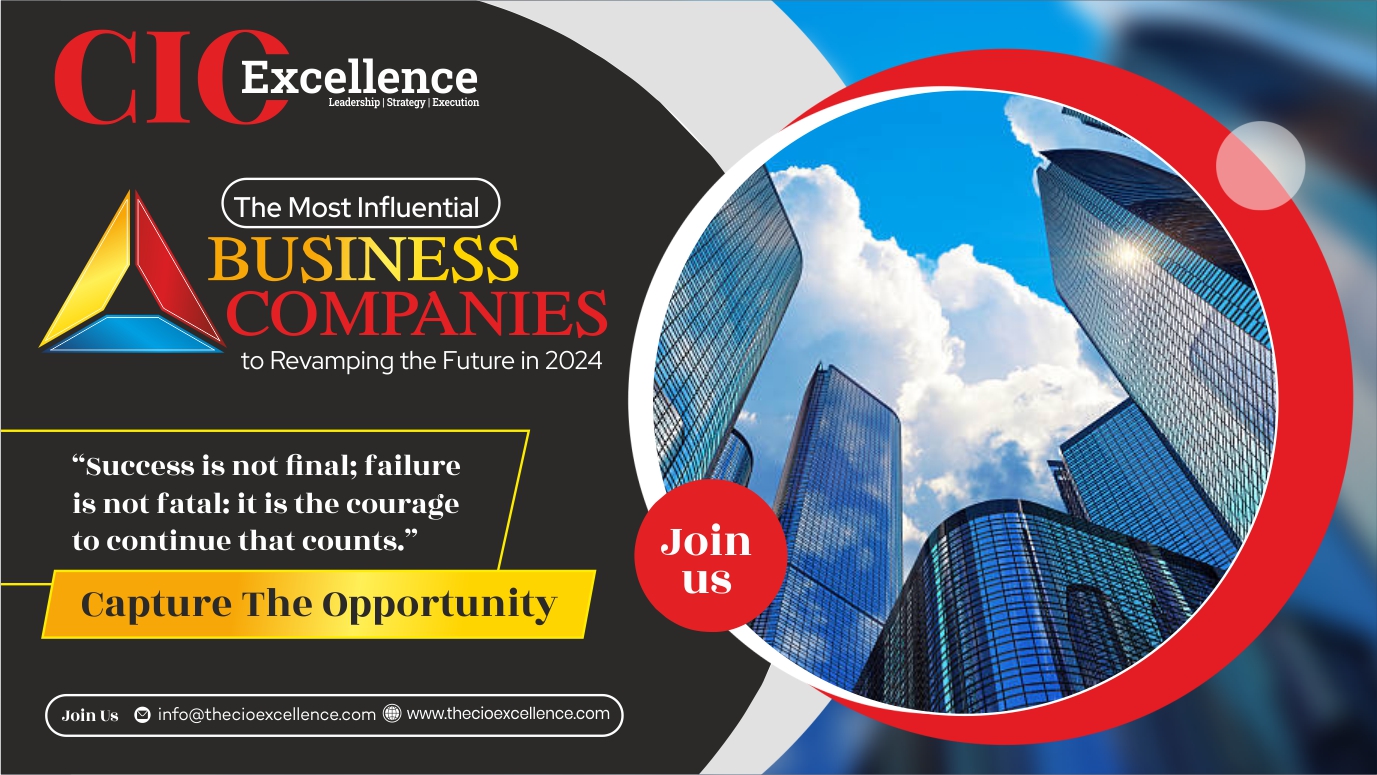 CIO
Excellence
Leadership | Strategy | Execution
The Most Influential
BUSINESS
COMPANIES
to Revamping the Future in 2024
“Success is not final; failure
is not fatal: it is the courage
to continue that counts.”
Capture The Opportunity
Join
us
Join Us info@thecioexcellence.com www.thecioexcellence.com